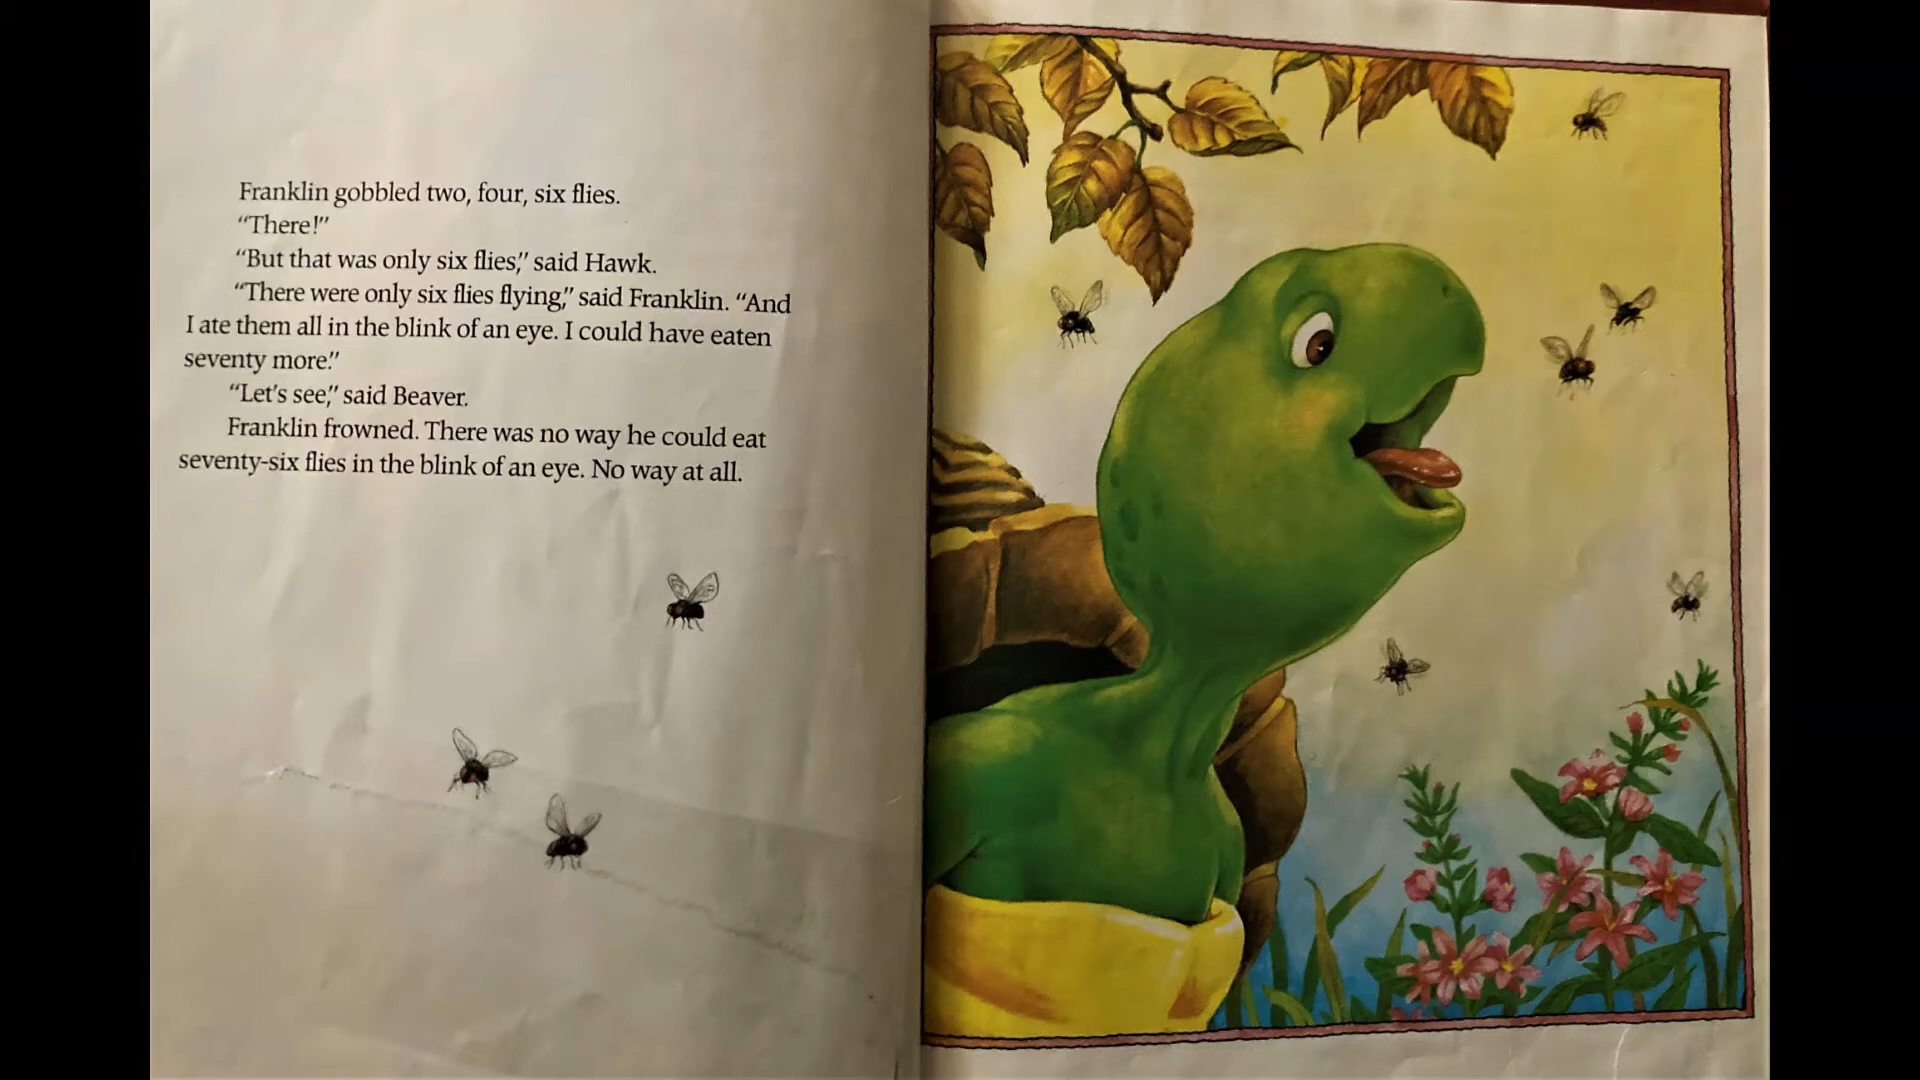 Franklin gobbled two, four, six flies.
“There!”
“But that was only six flies,” said Hawk.
“There were only six flies flying,” said Franklin. “And
I ate them all in the blink of an eye. I could have eaten
seventy more.”
“Let's see,” said Beaver.
Franklin frowned. There was no way he could eat
seventy-six flies in the blink of an eye. No way at all.